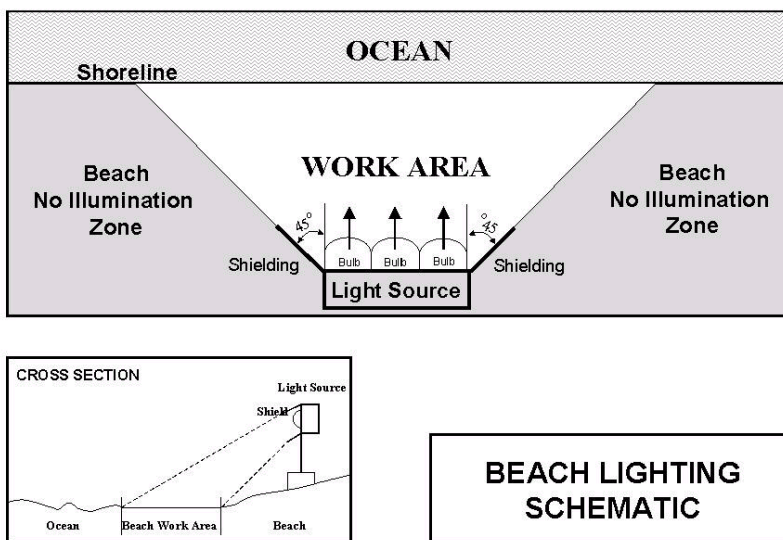 OCEAN
Shoreline
Beach
No Illumination
Zone
WORK AREA
Beach
No Illumination
Zone
45°
°45
Shielding
Bulb
Bulb
Bulb
Shielding
Light Source
CROSS SECTION
Light Source
Shield
Ocean
Beach Work Area
Beach
BEACH LIGHTING
SCHEMATIC